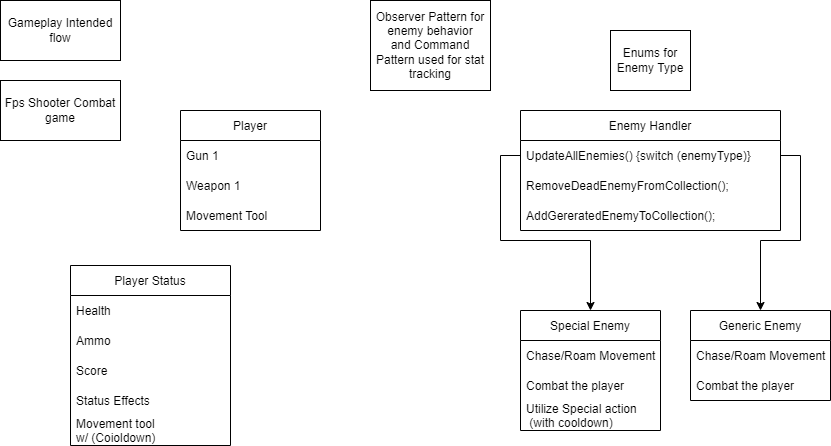 Gameplay Intended
flow
Observer Pattern for
enemy behavior
and Command
Pattern used for stat
tracking
Enums for
Enemy Type
Fps Shooter Combat
game
Player
Gun 1
Weapon 1
Movement Tool
Enemy Handler
UpdateAllEnemies() {switch (enemyType)}
RemoveDeadEnemyFromCollection();
AddGereratedEnemyToCollection();
Player Status
Health
Ammo
Score
Status Effects
Movement tool
w/ (Coioldown)
Special Enemy
Chase/Roam Movement
Combat the player
Utilize Special action
(with cooldown)
Generic Enemy
Chase/Roam Movement
Combat the player